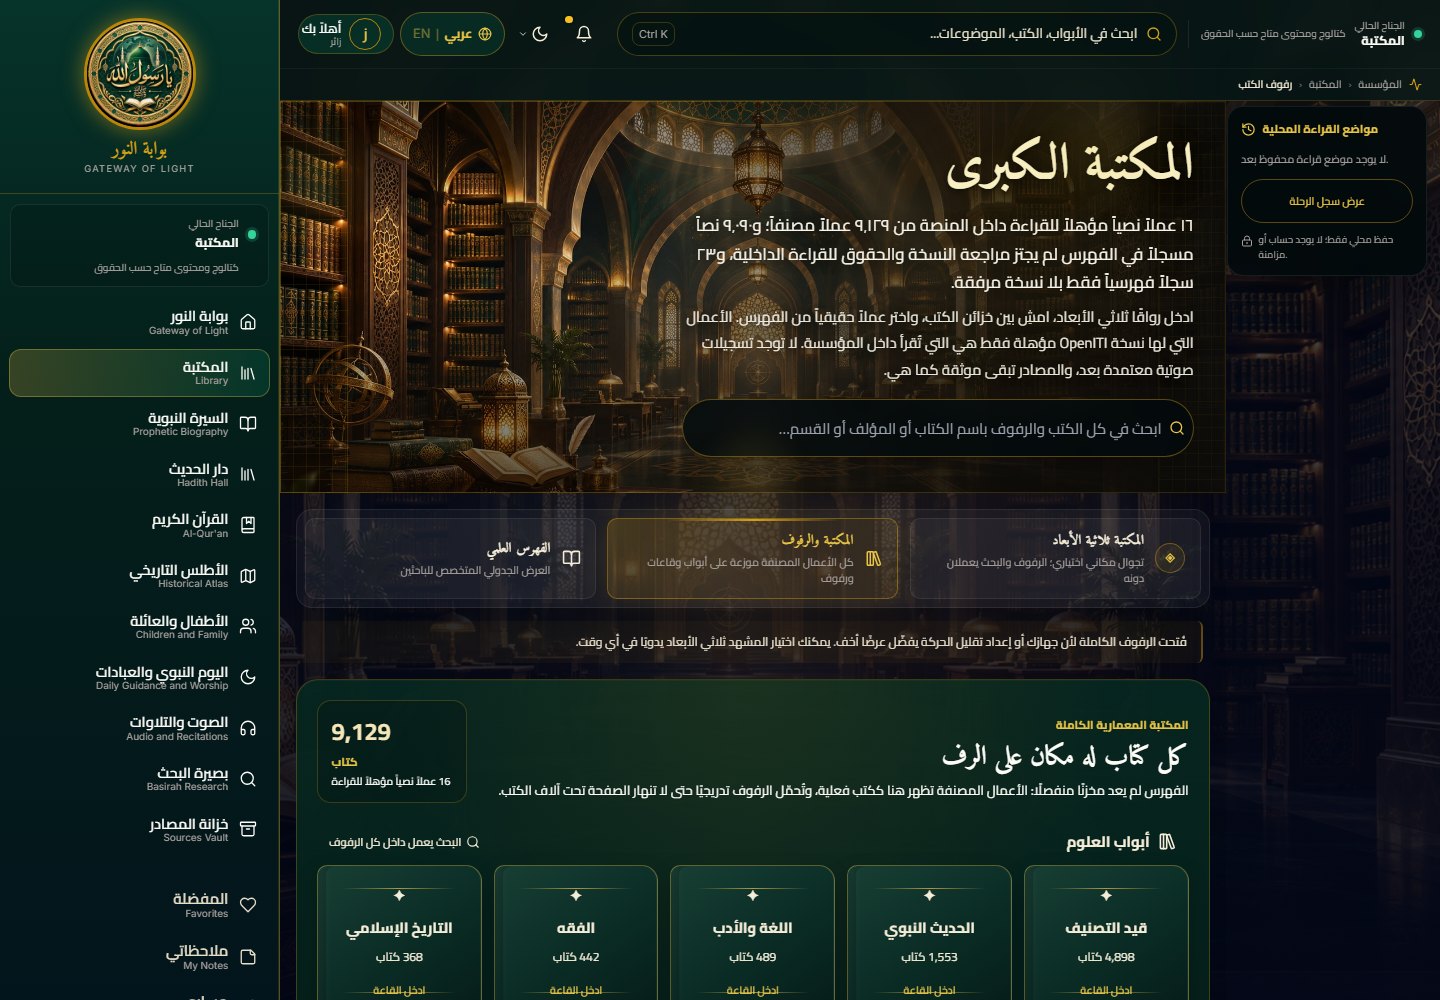 الجناح الحالي
المكتبة
كتالوج ومحتوى متاح حسب الحقوق
ابحث في الأبواب، الكتب، الموضوعات...
Ctrl K
عربي | EN
أهلاً بك
زائر
ز
المؤسسة › المكتبة › رفوف الكتب
يا رسول الله
بوابة النور
GATEWAY OF LIGHT
الجناح الحالي
المكتبة
كتالوج ومحتوى متاح حسب الحقوق
بوابة النور
Gateway of Light
المكتبة
Library
السيرة النبوية
Prophetic Biography
دار الحديث
Hadith Hall
القرآن الكريم
Al-Qur'an
الأطلس التاريخي
Historical Atlas
الأطفال والعائلة
Children and Family
اليوم النبوي والعبادات
Daily Guidance and Worship
الصوت والتلاوات
Audio and Recitations
بصيرة البحث
Basirah Research
خزانة المصادر
Sources Vault
المفضلة
Favorites
ملاحظاتي
My Notes
مواضع القراءة المحلية
لا يوجد موضع قراءة محفوظ بعد.
عرض سجل الرحلة
حفظ محلي فقط؛ لا يوجد حساب أو
مزامنة.
المكتبة الكبرى
١٦ عملاً نصياً مؤهلاً للقراءة داخل المنصة من ٩٬١٢٩ عملاً مصنفاً؛ و٩٬٠٩٠ نصاً
مسجلاً في الفهرس لم يجتز مراجعة النسخة والحقوق للقراءة الداخلية، و٢٣
سجلاً فهرسياً فقط بلا نسخة مرفقة.
ادخل رواقًا ثلاثي الأبعاد، امشِ بين خزائن الكتب، واختر عملاً حقيقياً من الفهرس. الأعمال
التي لها نسخة OpenITI مؤهلة فقط هي التي تُقرأ داخل المؤسسة. لا توجد تسجيلات
صوتية معتمدة بعد، والمصادر تبقى موثقة كما هي.
ابحث في كل الكتب والرفوف باسم الكتاب أو المؤلف أو القسم...
المكتبة ثلاثية الأبعاد
تجوال مكاني اختياري؛ الرفوف والبحث يعملان
دونه
المكتبة والرفوف
كل الأعمال المصنفة موزعة على أبواب وقاعات
ورفوف
الفهرس العلمي
العرض الجدولي المتخصص للباحثين
فُتحت الرفوف الكاملة لأن جهازك أو إعداد تقليل الحركة يفضّل عرضًا أخف. يمكنك اختيار المشهد ثلاثي الأبعاد يدويًا في أي وقت.
المكتبة المعمارية الكاملة
كل كتاب له مكان على الرف
الفهرس لم يعد مخزنًا منفصلًا: الأعمال المصنفة تظهر هنا ككتب فعلية، وتُحمّل الرفوف تدريجيًا حتى لا تنهار الصفحة تحت آلاف الكتب.
9,129
كتاب
16 عملاً نصياً مؤهلاً للقراءة
أبواب العلوم
البحث يعمل داخل كل الرفوف
قيد التصنيف
4,898 كتاب
ادخل القاعة
الحديث النبوي
1,553 كتاب
ادخل القاعة
اللغة والأدب
489 كتاب
ادخل القاعة
الفقه
442 كتاب
ادخل القاعة
التاريخ الإسلامي
368 كتاب
ادخل القاعة